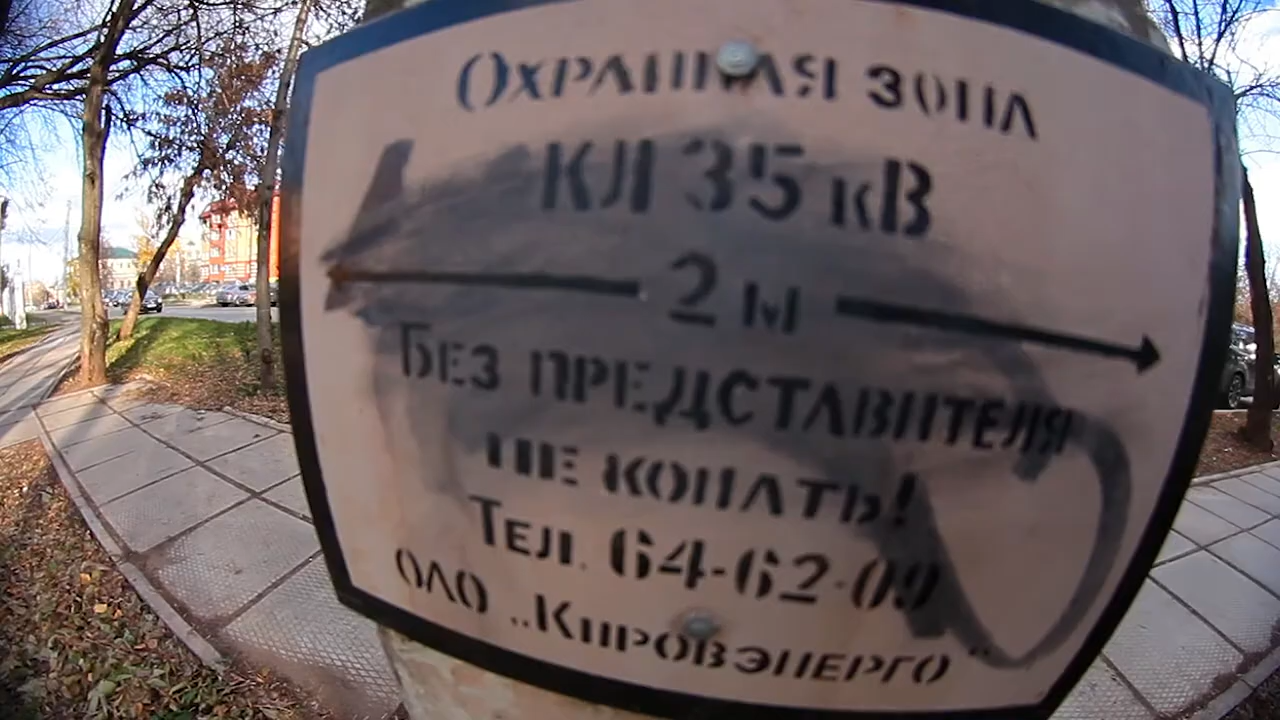 Охранная зона
КЛ 35 кВ
2 м
Без представителя
не копать!
Тел. 64-62-09
ОАО „Кировэнерго“